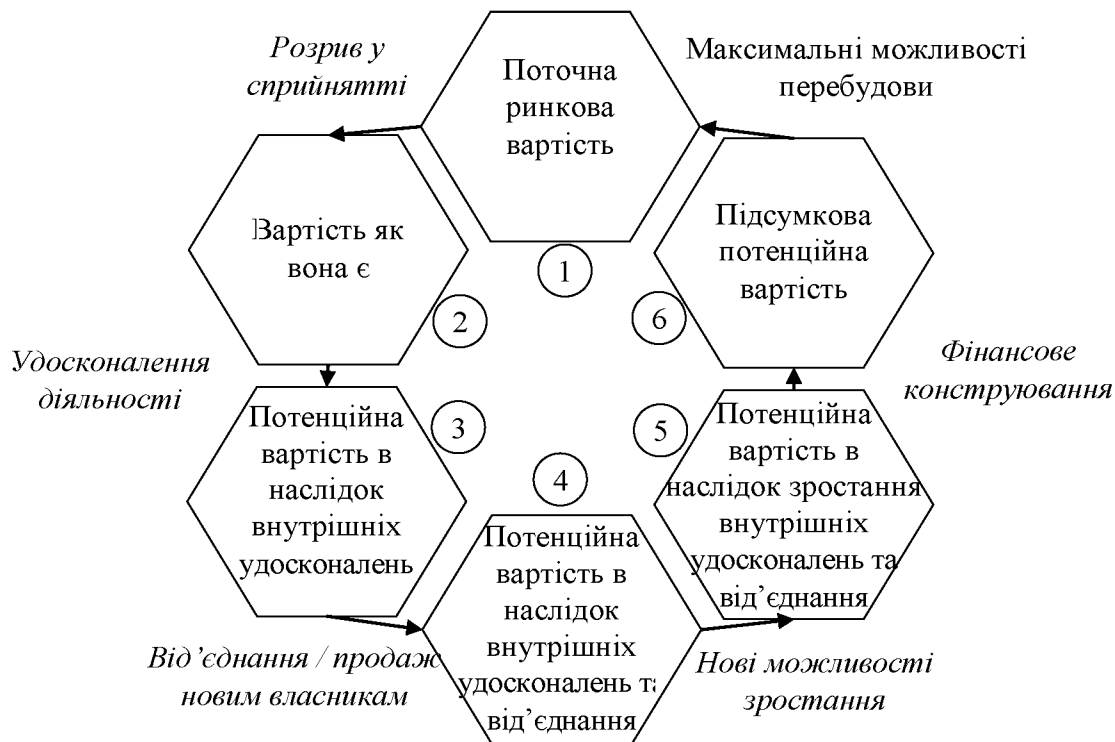 Розрив у
сприйнятті
Поточна
ринкова
вартість
Максимальні можливості
перебудови
Вартість як
вона є
Підсумкова
потенційна
вартість
1
2
6
Удосконалення
діяльності
Фінансове
конструювання
Потенційна
вартість в
наслідок
внутрішніх
удосконалень
3
4
5
Потенційна
вартість в
наслідок зростання
внутрішніх
удосконалень та
від’єднання
Потенційна
вартість в
наслідок
внутрішніх
удосконалень та
від’єднання
Від’єднання / продаж
новим власникам
Нові можливості
зростання